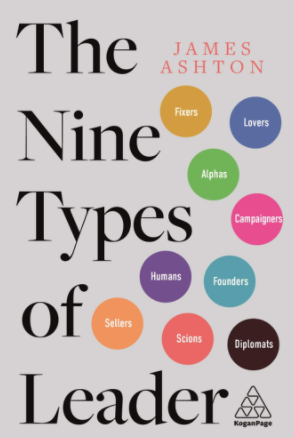 The
JAMES
ASHTON
Fixers
Lovers
Nine
Alphas
Types
Campaigners
Humans
Founders
of
Sellers
Scions
Diplomats
Leader
KoganPage